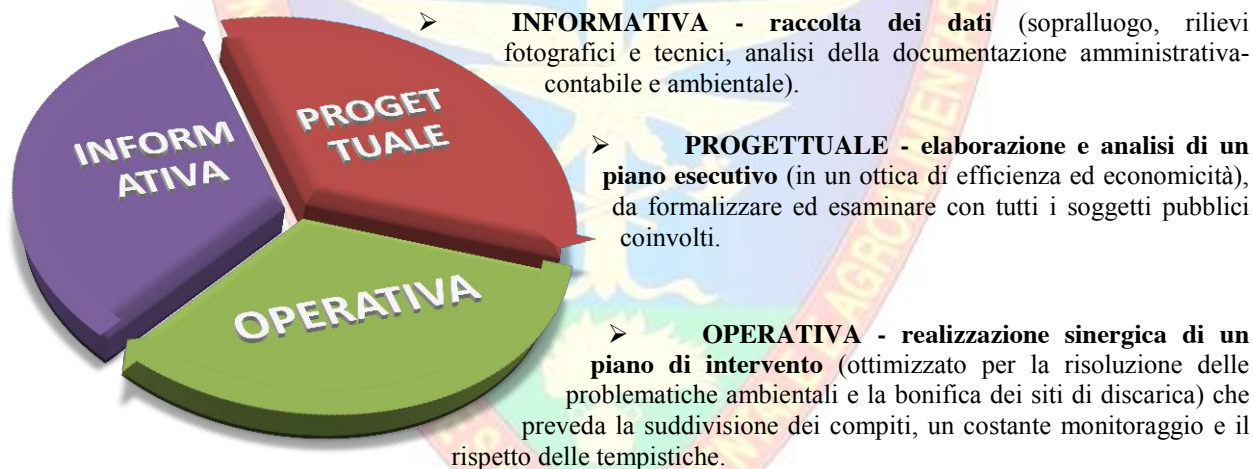 ➢ INFORMATIVA - raccolta dei dati (sopralluogo, rilievi
fotografici e tecnici, analisi della documentazione amministrativa-
contabile e ambientale).
PROGET
TUALE
INFORM
ATIVA
➢ PROGETTUALE - elaborazione e analisi di un
piano esecutivo (in un ottica di efficienza ed economicità),
da formalizzare ed esaminare con tutti i soggetti pubblici
coinvolti.
OPERATIVA
➢ OPERATIVA - realizzazione sinergica di un
piano di intervento (ottimizzato per la risoluzione delle
problematiche ambientali e la bonifica dei siti di discarica) che
preveda la suddivisione dei compiti, un costante monitoraggio e il
rispetto delle tempistiche.